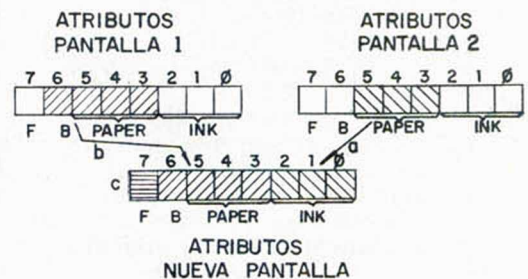 ATRIBUTOS
PANTALLA 1
7 6 5 4 3 2 1 Ø
F B PAPER INK
ATRIBUTOS
PANTALLA 2
7 6 5 4 3 2 1 Ø
F B PAPER INK
b
a
7 6 5 4 3 2 1 Ø
C
F B PAPER INK
ATRIBUTOS
NUEVA PANTALLA